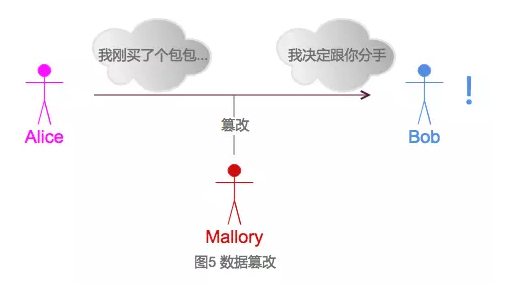 我刚买了个包包...
我决定跟你分手
!
篡改
Alice
Bob
Mallory
图5 数据篡改